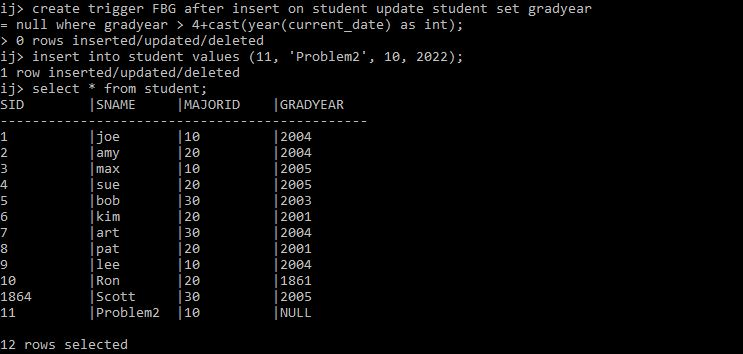 ij> create trigger FBG after insert on student update student set gradyear
= null where gradyear > 4+cast(year(current_date) as int);
> 0 rows inserted/updated/deleted
ij> insert into student values (11, 'Problem2', 10, 2022);
1 row inserted/updated/deleted
ij> select * from student;
SID        |SNAME     |MAJORID    |GRADYEAR
----------------------------------------------
1          |joe       |10         |2004
2          |amy       |20         |2004
3          |max       |10         |2005
4          |sue       |20         |2005
5          |bob       |30         |2003
6          |kim       |20         |2001
7          |art       |30         |2004
8          |pat       |20         |2001
9          |lee       |10         |2004
10         |Ron       |20         |1861
1864       |Scott     |30         |2005
11         |Problem2  |10         |NULL
12 rows selected